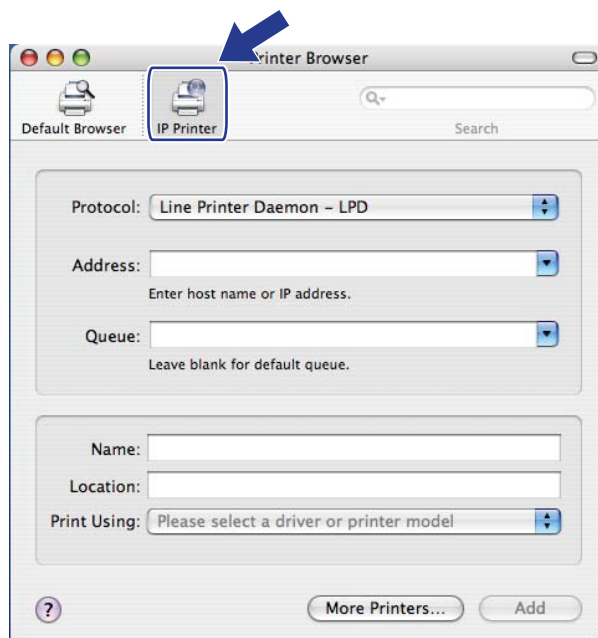 rinter Browser
Default Browser
IP Printer
Search
Protocol: Line Printer Daemon – LPD
Address:
Enter host name or IP address.
Queue:
Leave blank for default queue.
Name:
Location:
Print Using: Please select a driver or printer model
? More Printers... Add